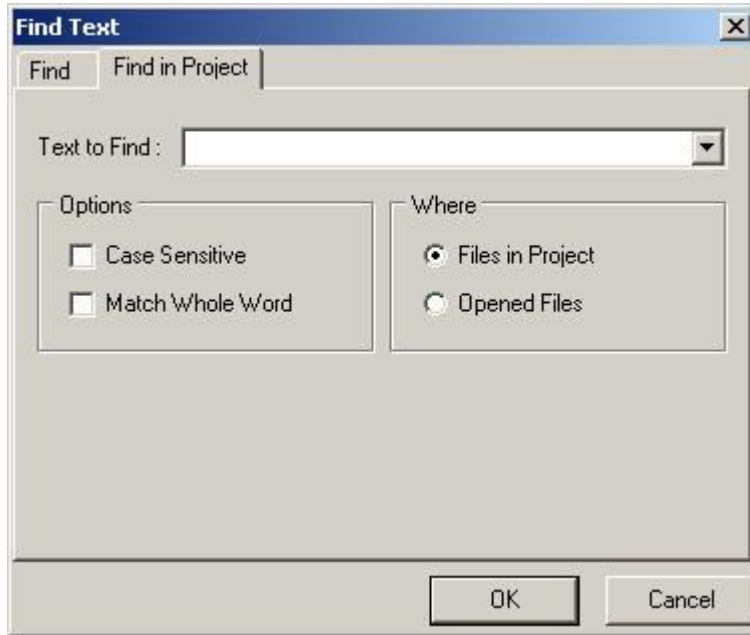 Find Text
Find Find in Project
Text to Find :
Options Where
Case Sensitive Files in Project
Match Whole Word Opened Files
OK Cancel